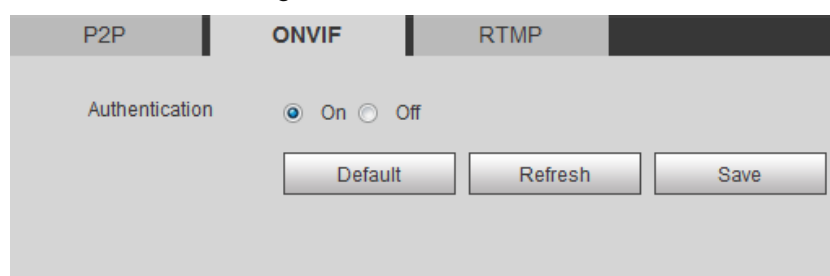 P2P ONVIF RTMP
Authentication On Off
Default Refresh Save